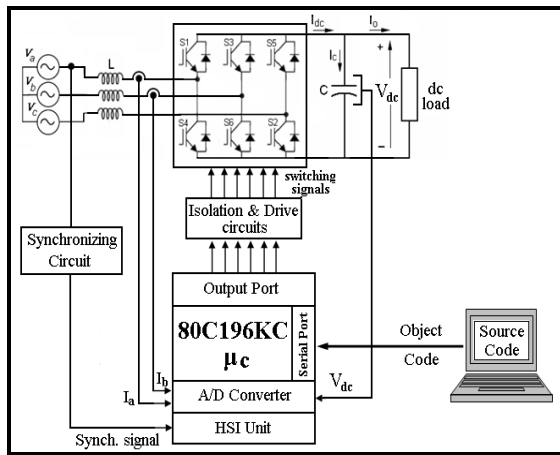 Va
Vb
Vc
L
S1
S3
S5
S4
S6
S2
Idc
Io
Ic
+
C
Vdc
−
dc
load
switching
signals
Isolation & Drive
circuits
Synchronizing
Circuit
Output Port
80C196KC
μc
Serial Port
Object
Code
Source
Code
Ib
Ia
A/D Converter
Vdc
HSI Unit
Synch. signal